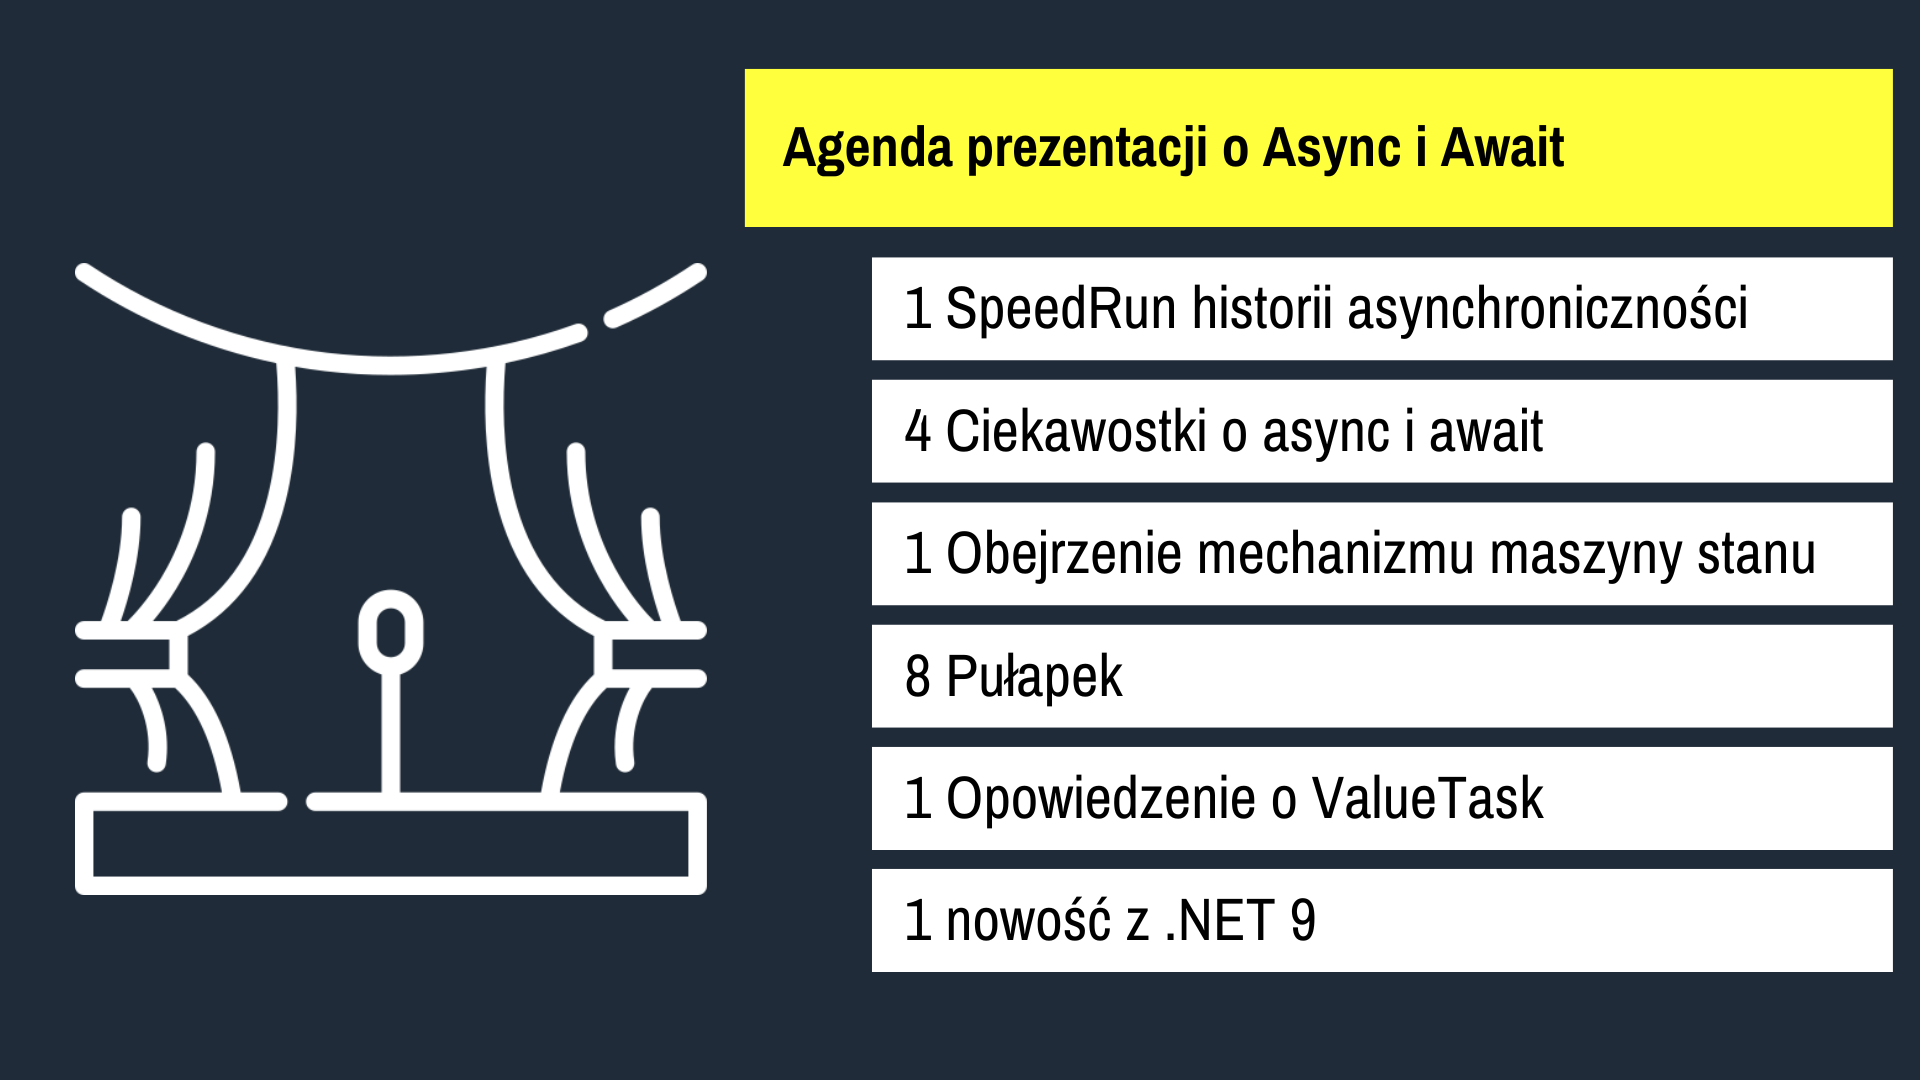 Agenda prezentacji o Async i Await
1 SpeedRun historii asynchroniczności
4 Ciekawostki o async i await
1 Obejrzenie mechanizmu maszyny stanu
8 Pułapek
1 Opowiedzenie o ValueTask
1 nowość z .NET 9